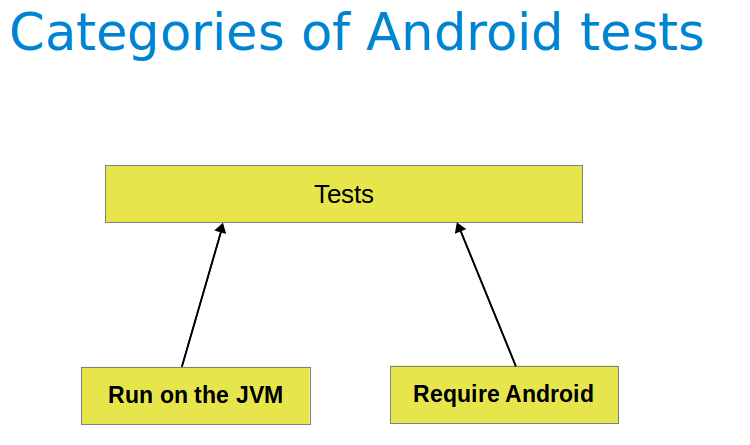 Categories of Android tests
Tests
Run on the JVM
Require Android